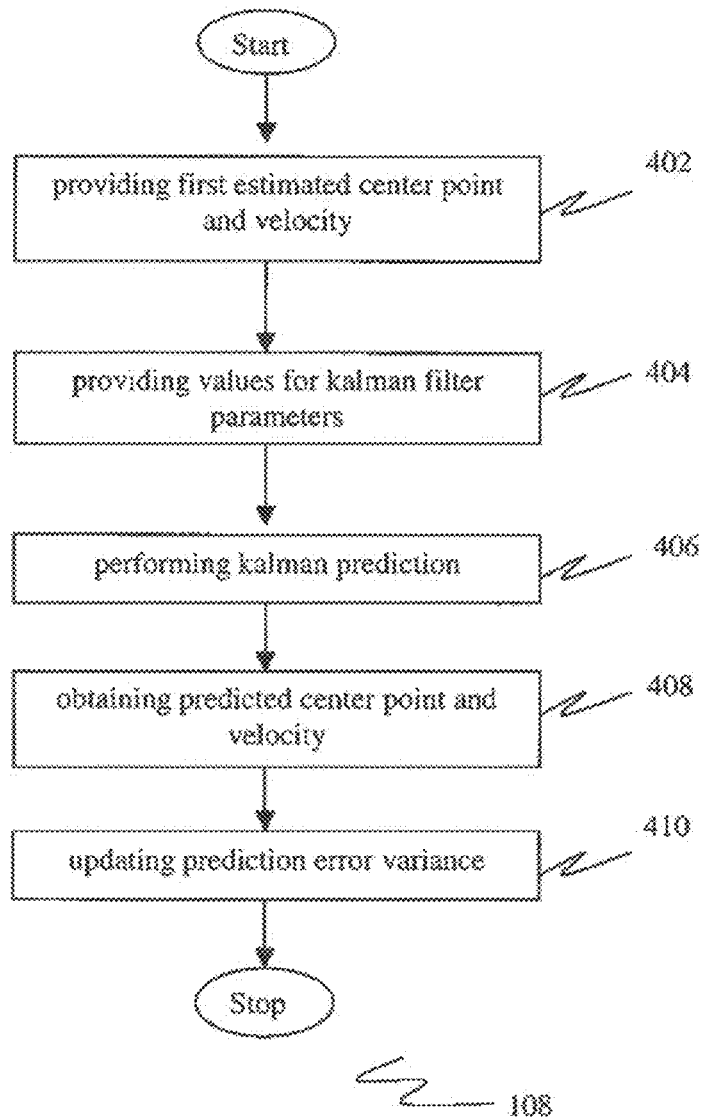 Start
providing first estimated center point
and velocity
402
providing values for kalman filter
parameters
404
performing kalman prediction
406
obtaining predicted center point and
velocity
408
updating prediction error variance
410
Stop
108